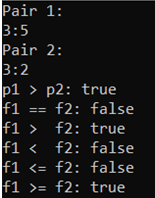 Pair 1:
3:5
Pair 2:
3:2
p1 > p2: true
f1 == f2: false
f1 >  f2: true
f1 <  f2: false
f1 <= f2: false
f1 >= f2: true